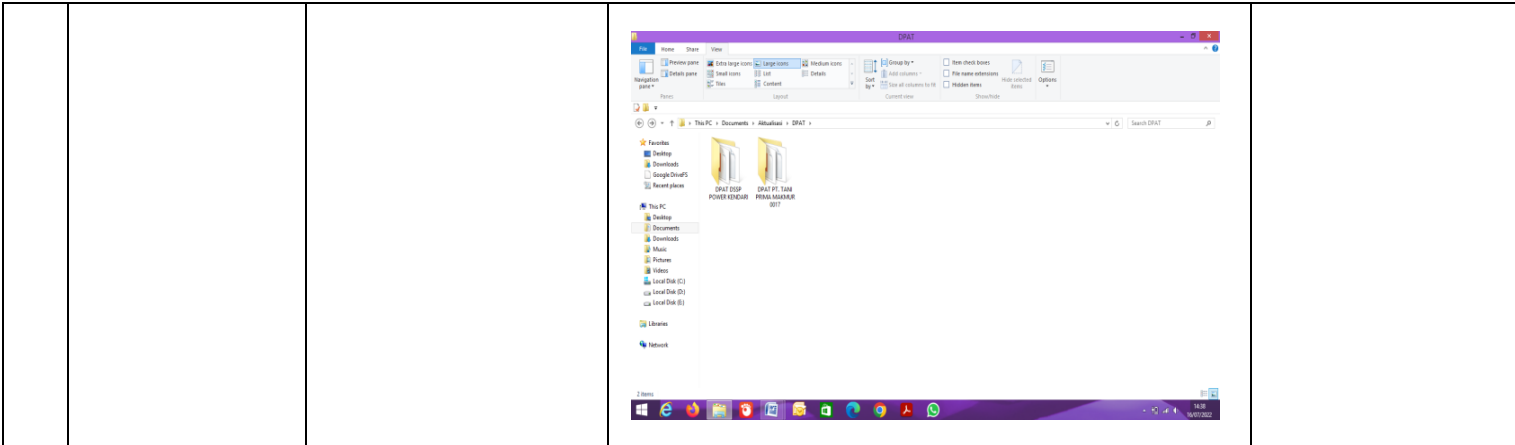 DPAT
File Home Share View
Preview pane
Details pane
Navigation pane
Panes
Extra large icons Large icons Medium icons
Small icons List Details
Tiles Content
Layout
Sort by
Group by
Add columns
Size all columns to fit
Current view
Item check boxes
File name extensions
Hidden items
Hide selected items
Show/hide
Options
This PC Documents Aktualisasi DPAT
Search DPAT
Favorites
Desktop
Downloads
Google DriveFS
Recent places
This PC
Desktop
Documents
Downloads
Music
Pictures
Videos
Local Disk (C:)
Local Disk (D:)
Local Disk (E:)
Libraries
Network
DPAT DSSP
POWER KENDARI
DPAT PT. TANI
PRIMA MAKMUR
0017
2 items
14:30
16/07/2022